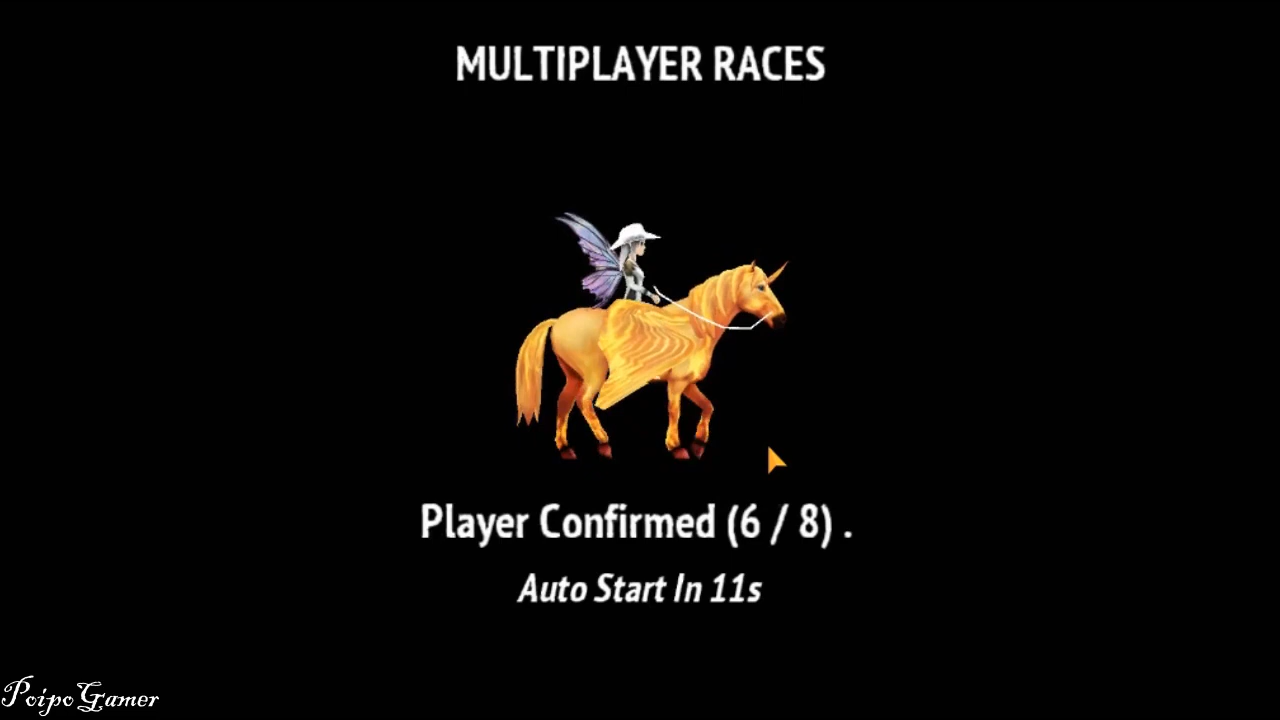 MULTIPLAYER RACES
Player Confirmed (6 / 8) .
Auto Start In 11s
PoipoGamer